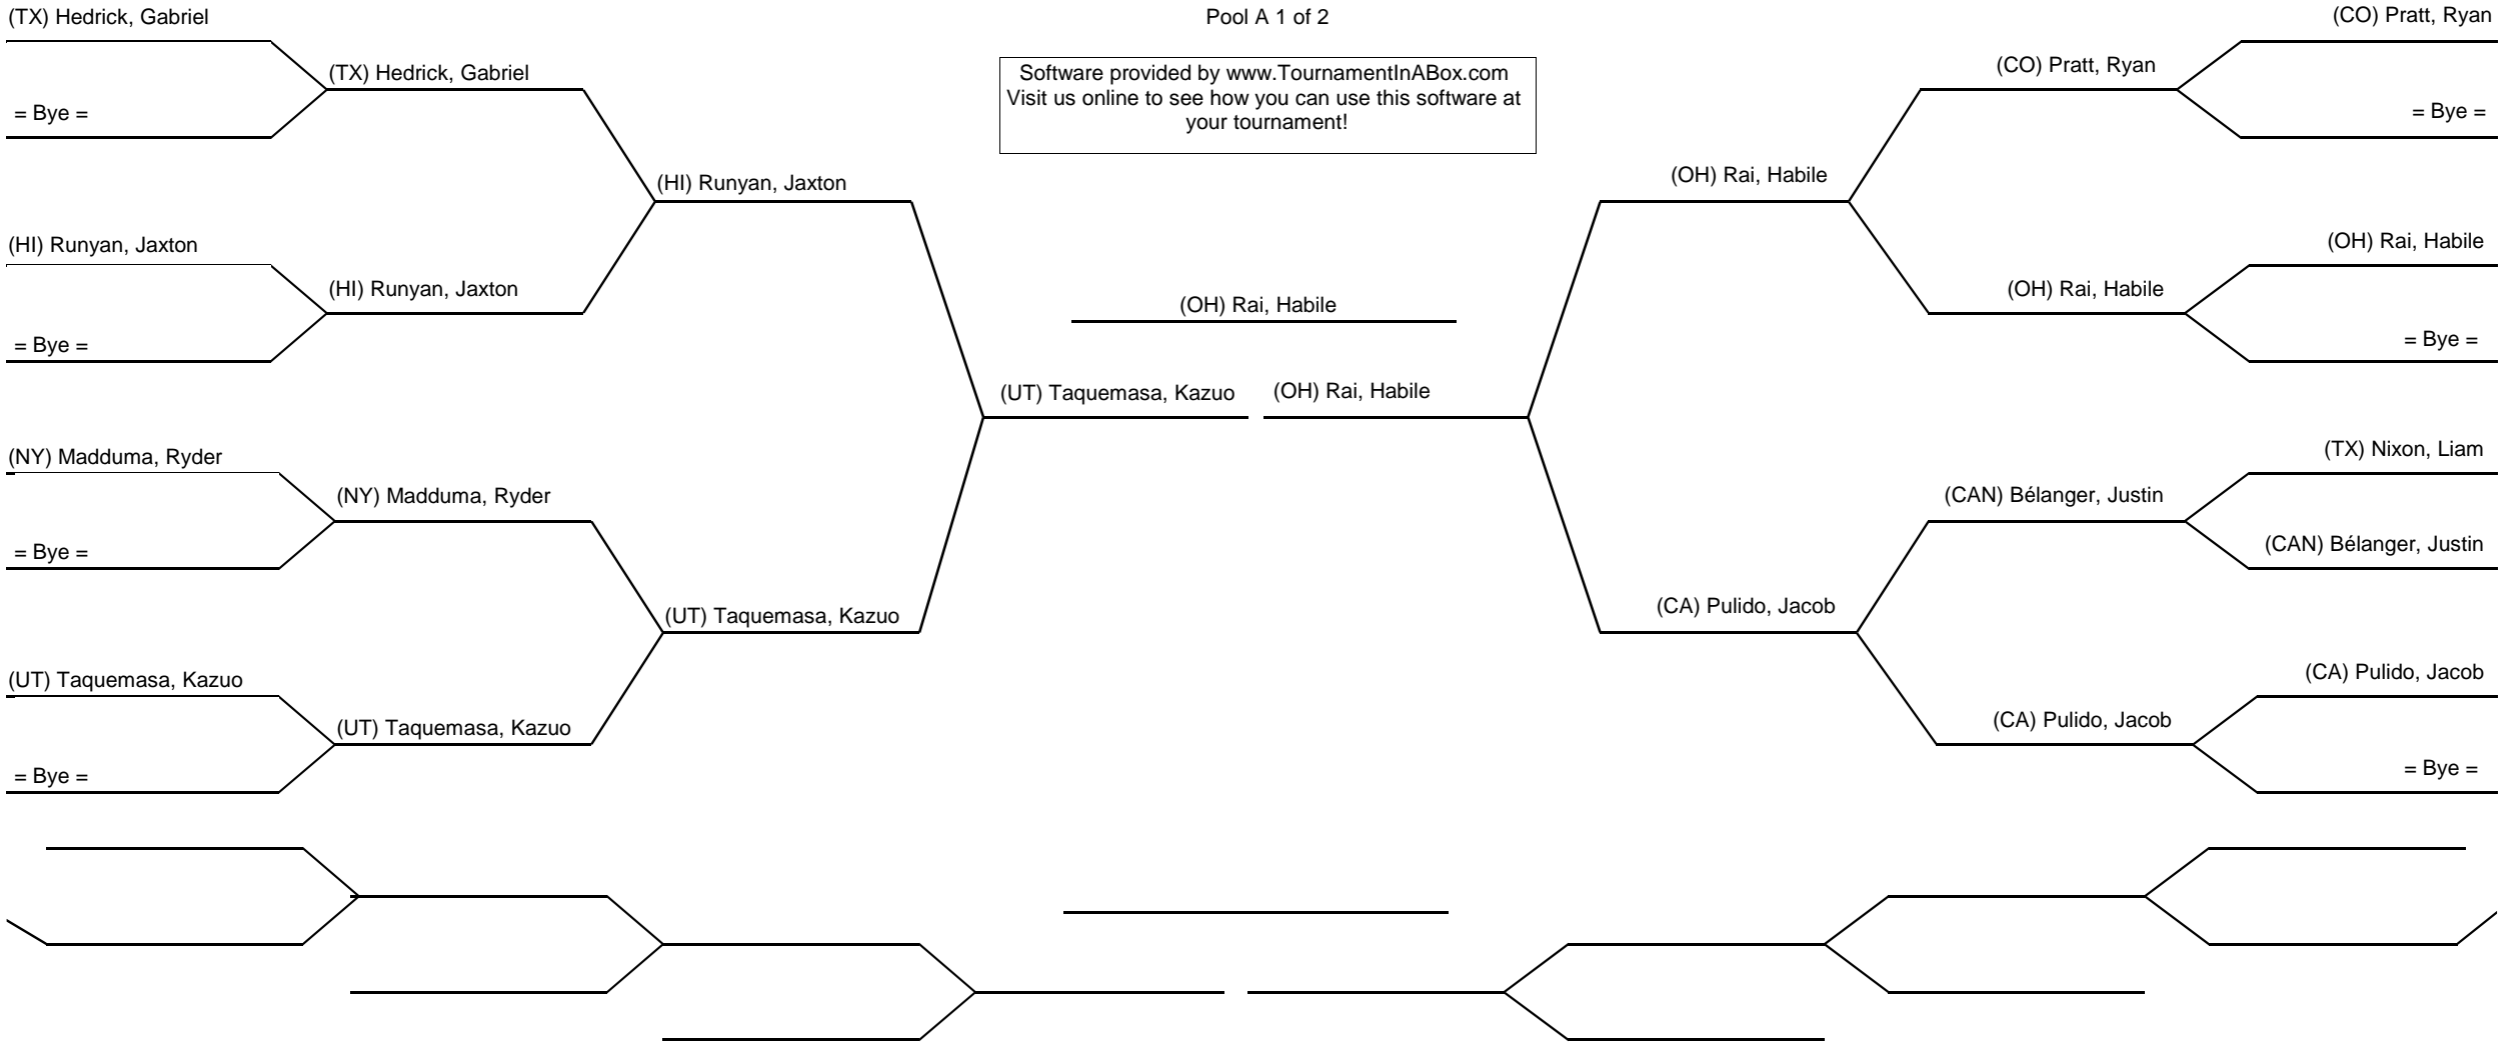 (TX) Hedrick, Gabriel
Pool A 1 of 2
(CO) Pratt, Ryan
Software provided by www.TournamentInABox.com
Visit us online to see how you can use this software at
your tournament!
(TX) Hedrick, Gabriel
(CO) Pratt, Ryan
= Bye =
= Bye =
(HI) Runyan, Jaxton
(OH) Rai, Habile
(HI) Runyan, Jaxton
(OH) Rai, Habile
(HI) Runyan, Jaxton
(OH) Rai, Habile
(OH) Rai, Habile
= Bye =
= Bye =
(UT) Taquemasa, Kazuo
(OH) Rai, Habile
(NY) Madduma, Ryder
(TX) Nixon, Liam
(NY) Madduma, Ryder
(CAN) Bélanger, Justin
= Bye =
(CAN) Bélanger, Justin
(UT) Taquemasa, Kazuo
(CA) Pulido, Jacob
(UT) Taquemasa, Kazuo
(CA) Pulido, Jacob
(UT) Taquemasa, Kazuo
(CA) Pulido, Jacob
= Bye =
= Bye =